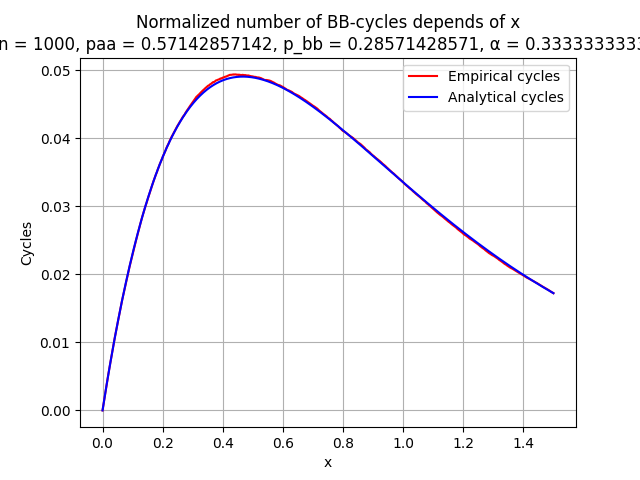 Normalized number of BB-cycles depends of x
n = 1000, paa = 0.57142857142, p_bb = 0.28571428571, α = 0.3333333333
Empirical cycles
Analytical cycles
0.05
0.04
0.03
0.02
0.01
0.00
Cycles
0.0 0.2 0.4 0.6 0.8 1.0 1.2 1.4
x